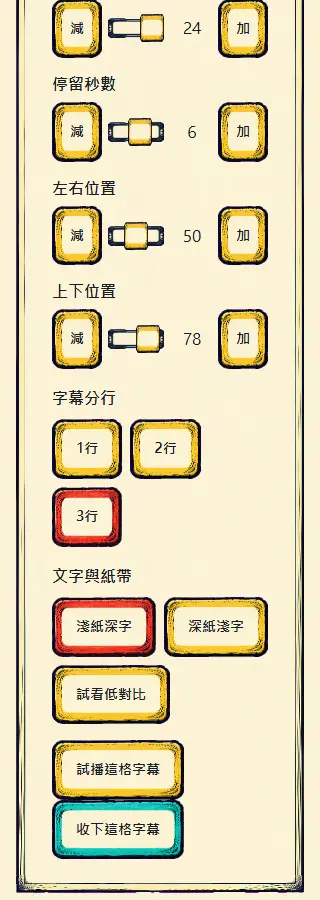 減 24 加
停留秒數
減 6 加
左右位置
減 50 加
上下位置
減 78 加
字幕分行
1行 2行
3行
文字與紙帶
淺紙深字 深紙淺字
試看低對比
試播這格字幕
收下這格字幕